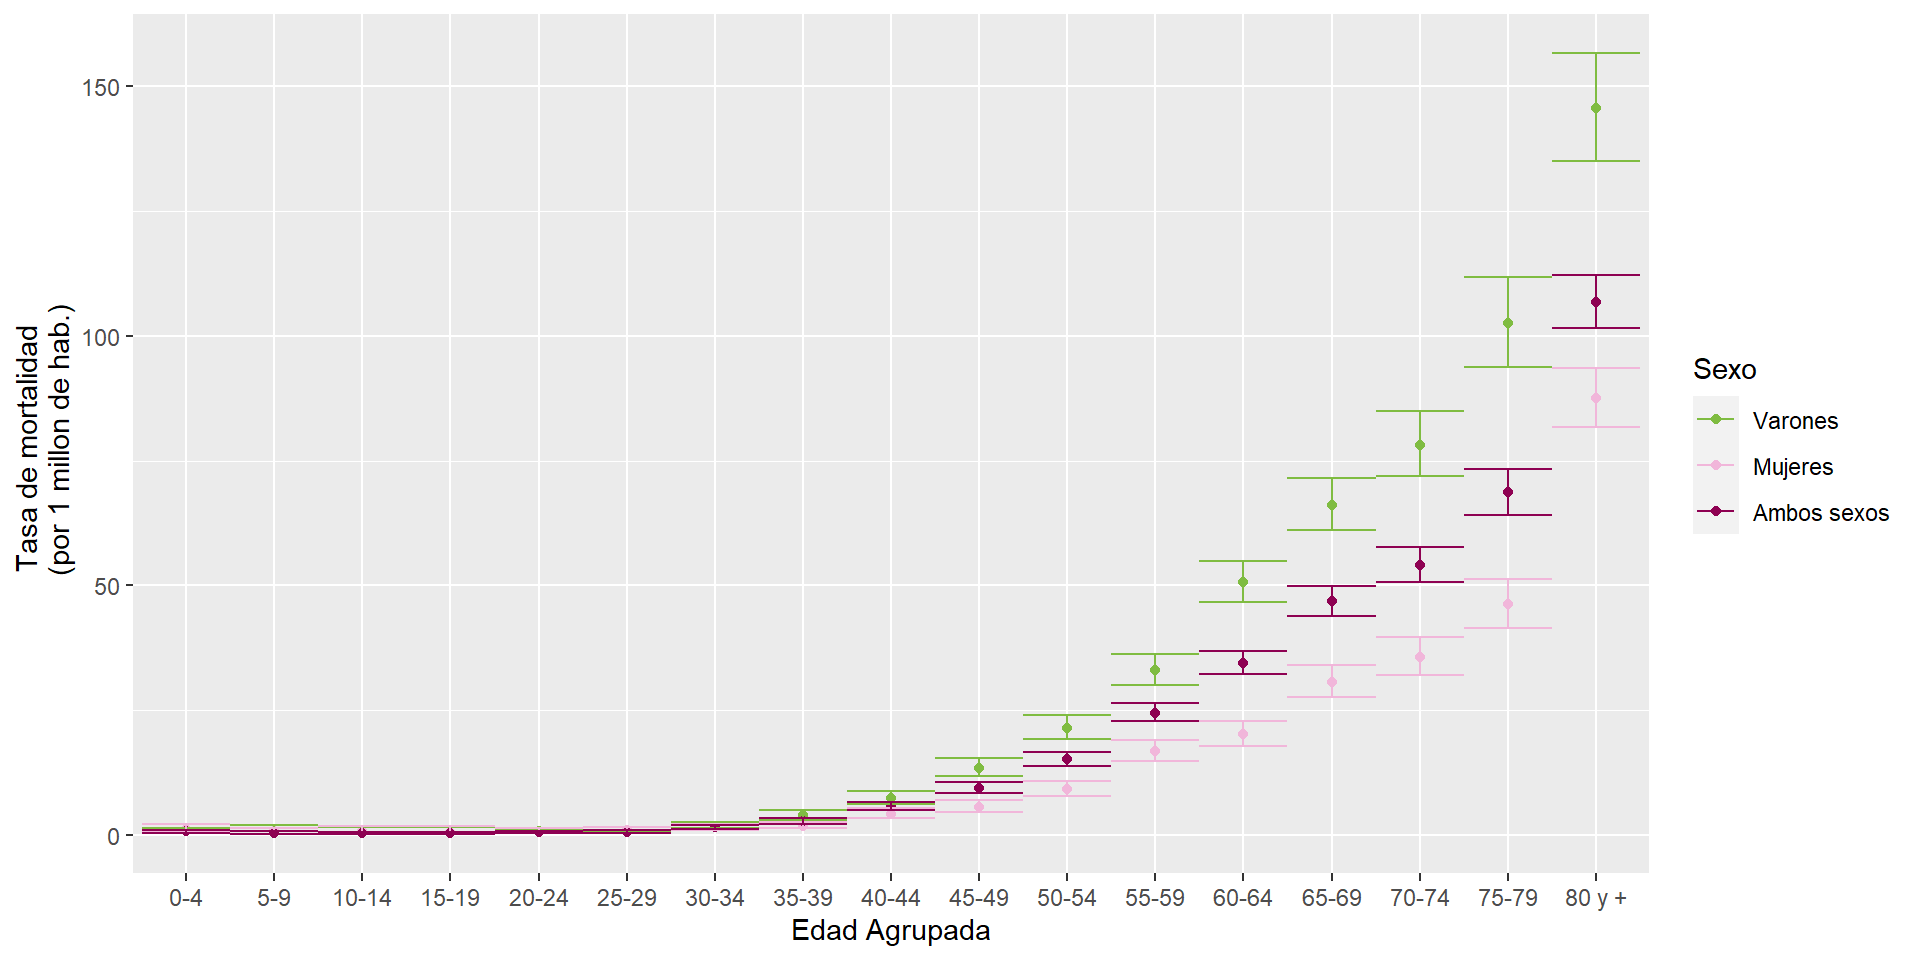 Tasa de mortalidad
(por 1 millon de hab.)
150
100
50
0
0-4 5-9 10-14 15-19 20-24 25-29 30-34 35-39 40-44 45-49 50-54 55-59 60-64 65-69 70-74 75-79 80 y +
Edad Agrupada
Sexo
Varones
Mujeres
Ambos sexos